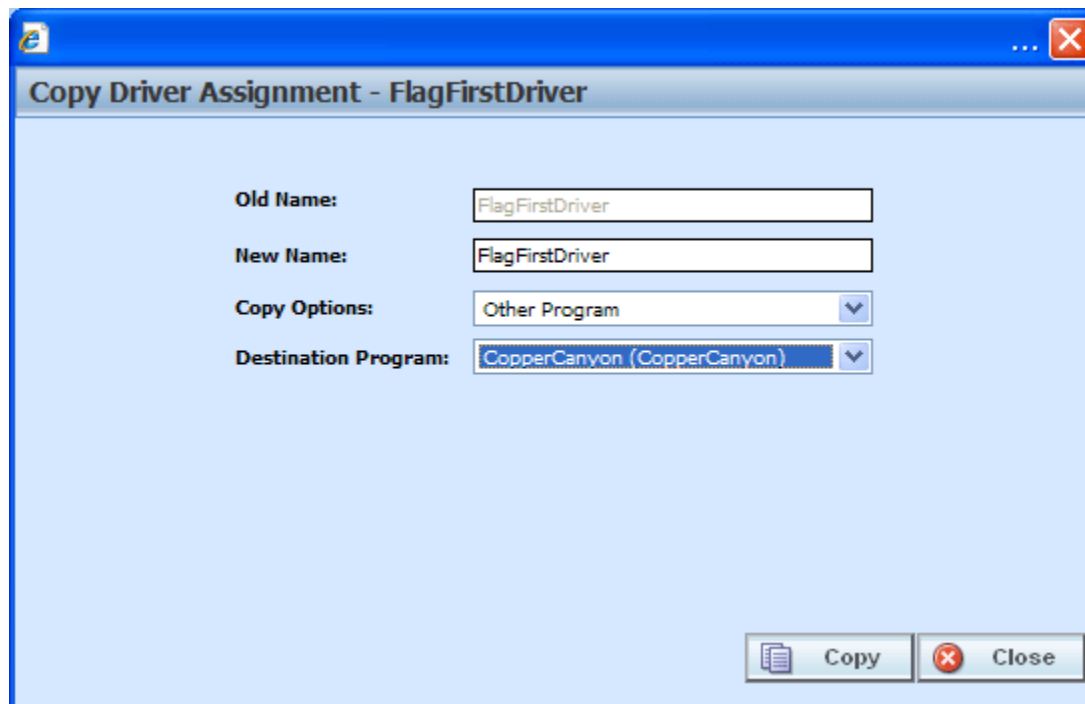 ...
Copy Driver Assignment - FlagFirstDriver
Old Name: FlagFirstDriver
New Name: FlagFirstDriver
Copy Options: Other Program
Destination Program: CopperCanyon (CopperCanyon)
Copy Close